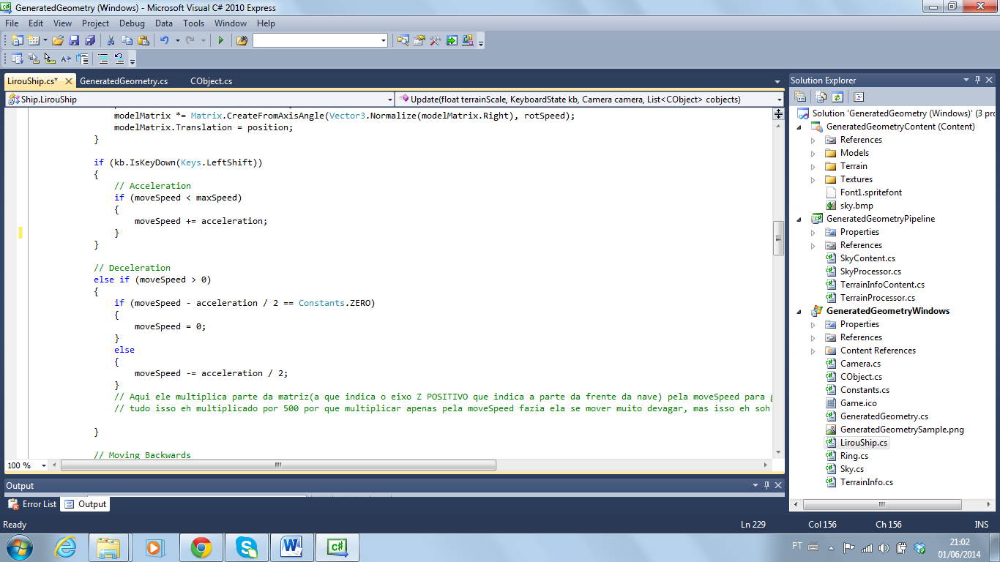 GeneratedGeometry (Windows) - Microsoft Visual C# 2010 Express
File Edit View Project Debug Data Tools Window Help
LirouShip.cs* GeneratedGeometry.cs CObject.cs
Ship.LirouShip Update(float terrainScale, KeyboardState kb, Camera camera, List<CObject> cobjects)
modelMatrix *= Matrix.CreateFromAxisAngle(Vector3.Normalize(modelMatrix.Right), rotSpeed);
modelMatrix.Translation = position;
}
if (kb.IsKeyDown(Keys.LeftShift))
{
// Acceleration
if (moveSpeed < maxSpeed)
{
moveSpeed += acceleration;
}
}
// Deceleration
else if (moveSpeed > 0)
{
if (moveSpeed - acceleration / 2 == Constants.ZERO)
{
moveSpeed = 0;
}
else
{
moveSpeed -= acceleration / 2;
}
// Aqui ele multiplica parte da matriz(a que indica o eixo Z POSITIVO que indica a parte da frente da nave) pela moveSpeed para g
// tudo isso eh multiplicado por 500 por que multiplicar apenas pela moveSpeed fazia ela se mover muito devagar, mas isso eh soh
}
// Moving Backwards
100 %
Output
Error List Output
Solution Explorer
Solution 'GeneratedGeometry (Windows)' (3 pro
GeneratedGeometryContent (Content)
References
Models
Terrain
Textures
Font1.spritefont
sky.bmp
GeneratedGeometryPipeline
Properties
References
SkyContent.cs
SkyProcessor.cs
TerrainInfoContent.cs
TerrainProcessor.cs
GeneratedGeometryWindows
Properties
References
Content References
Camera.cs
CObject.cs
Constants.cs
Game.ico
GeneratedGeometry.cs
GeneratedGeometrySample.png
LirouShip.cs
Ring.cs
Sky.cs
TerrainInfo.cs
Ready Ln 229 Col 156 Ch 156 INS
PT 21:02
01/06/2014